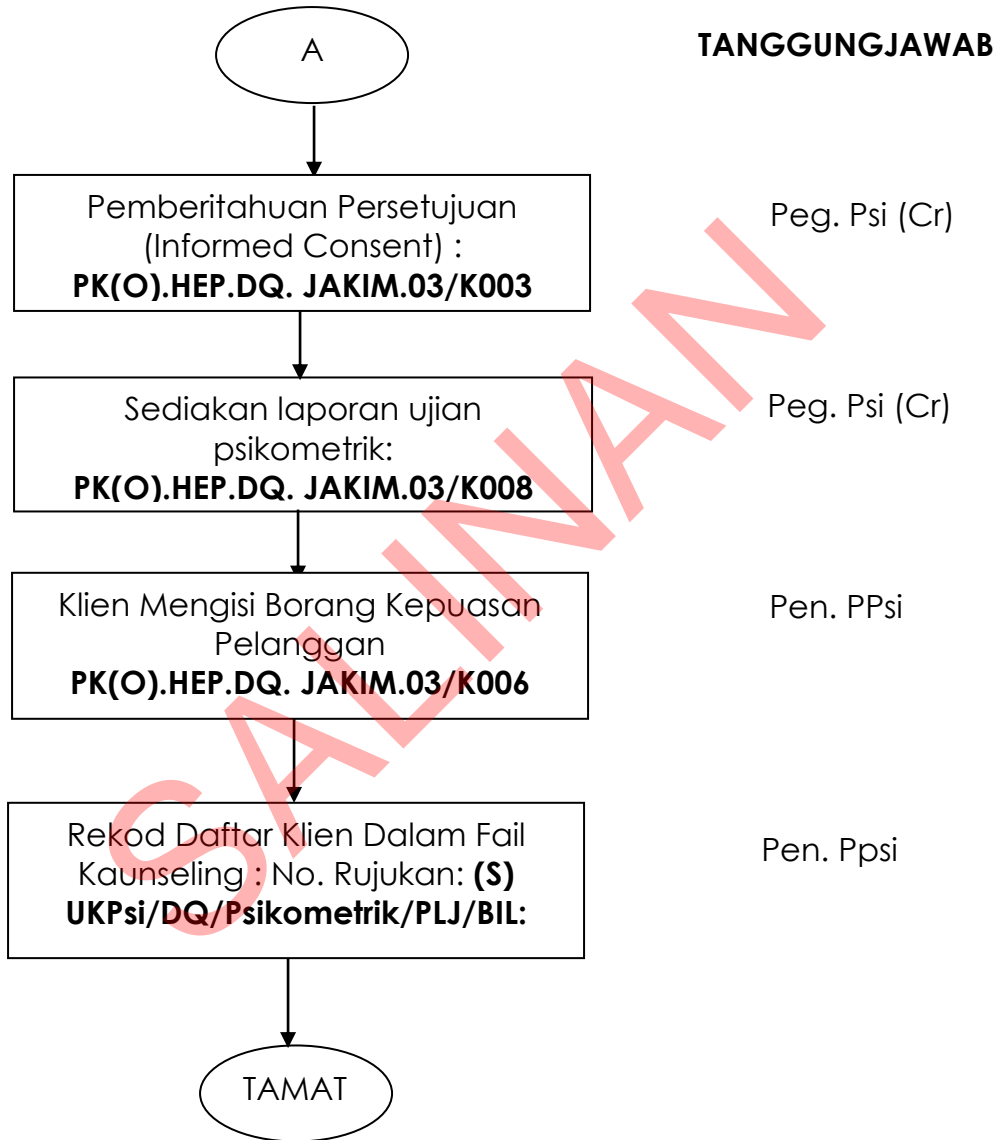 A
TANGGUNGJAWAB
Pemberitahuan Persetujuan
(Informed Consent) :
PK(O).HEP.DQ. JAKIM.03/K003
Peg. Psi (Cr)
Sediakan laporan ujian
psikometrik:
PK(O).HEP.DQ. JAKIM.03/K008
Peg. Psi (Cr)
Klien Mengisi Borang Kepuasan
Pelanggan
PK(O).HEP.DQ. JAKIM.03/K006
Pen. PPsi
Rekod Daftar Klien Dalam Fail
Kaunseling : No. Rujukan: (S)
UKPsi/DQ/Psikometrik/PLJ/BIL:
Pen. Ppsi
TAMAT
SALINAN